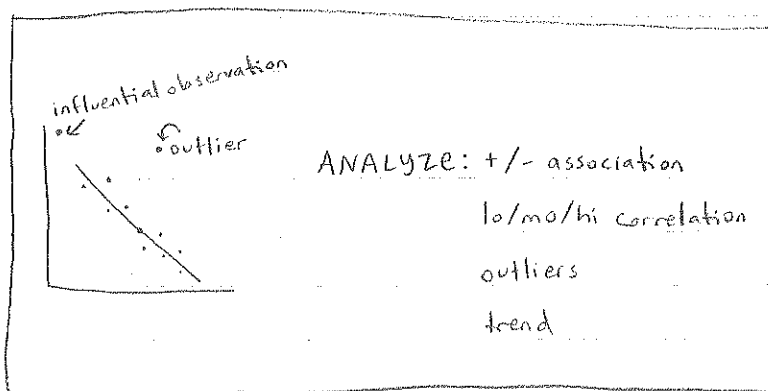 influential observation
outlier
ANALYZE: +/- association
lo/mo/hi correlation
outliers
trend